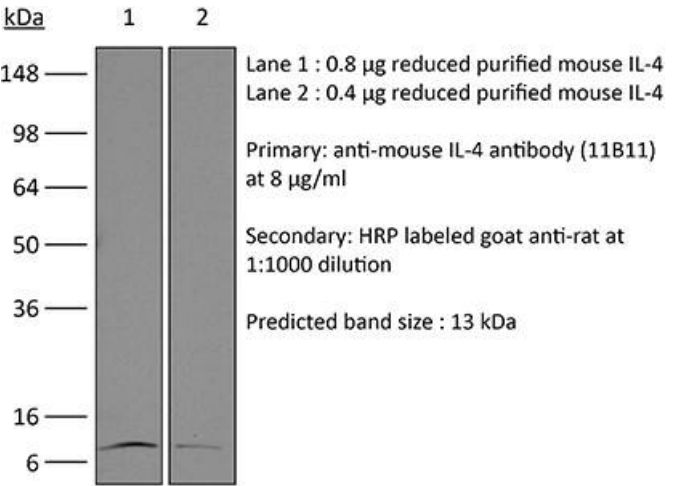 kDa 1 2
148
98
64
50
36
16
6
Lane 1 : 0.8 µg reduced purified mouse IL-4
Lane 2 : 0.4 µg reduced purified mouse IL-4
Primary: anti-mouse IL-4 antibody (11B11)
at 8 µg/ml
Secondary: HRP labeled goat anti-rat at
1:1000 dilution
Predicted band size : 13 kDa